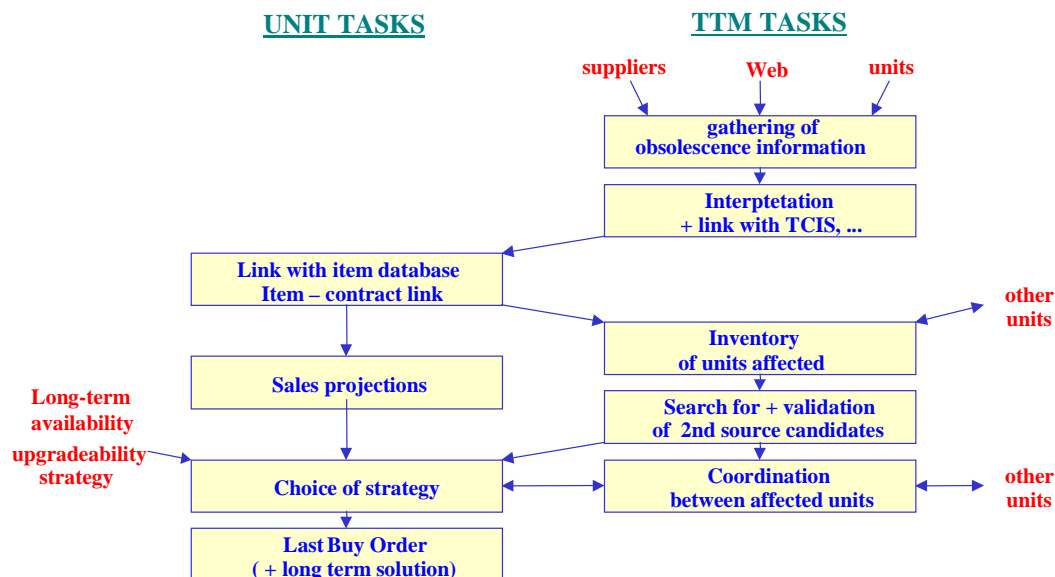 UNIT TASKS
TTM TASKS
suppliers
Web
units
gathering of
obsolescence information
Interptetation
+ link with TCIS, ...
Link with item database
Item – contract link
other
units
Inventory
of units affected
Sales projections
Long-term
availability
upgradeability
strategy
Search for + validation
of 2nd source candidates
Choice of strategy
Coordination
between affected units
other
units
Last Buy Order
( + long term solution)